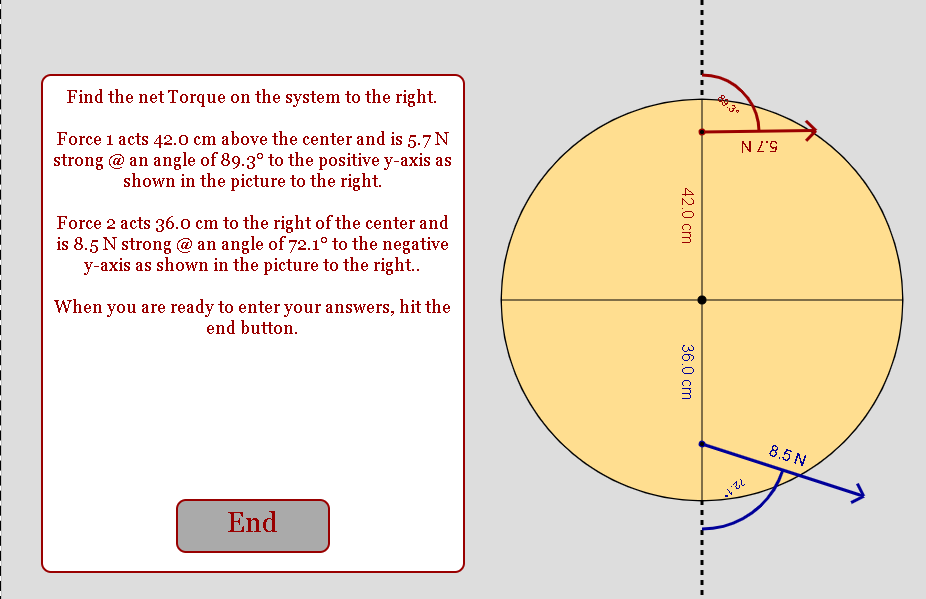 Find the net Torque on the system to the right.
Force 1 acts 42.0 cm above the center and is 5.7 N
strong @ an angle of 89.3° to the positive y-axis as
shown in the picture to the right.
Force 2 acts 36.0 cm to the right of the center and
is 8.5 N strong @ an angle of 72.1° to the negative
y-axis as shown in the picture to the right..
When you are ready to enter your answers, hit the
end button.
End
89.3°
5.7 N
42.0 cm
36.0 cm
8.5 N
72.1°